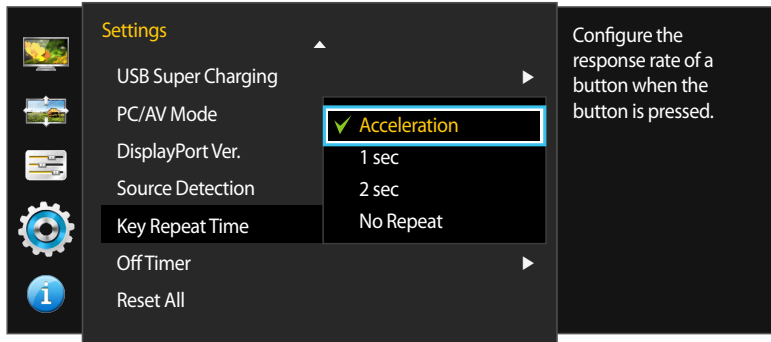 Settings
USB Super Charging
PC/AV Mode
DisplayPort Ver.
Source Detection
Key Repeat Time
Off Timer
Reset All
Acceleration
1 sec
2 sec
No Repeat
Configure the
response rate of a
button when the
button is pressed.